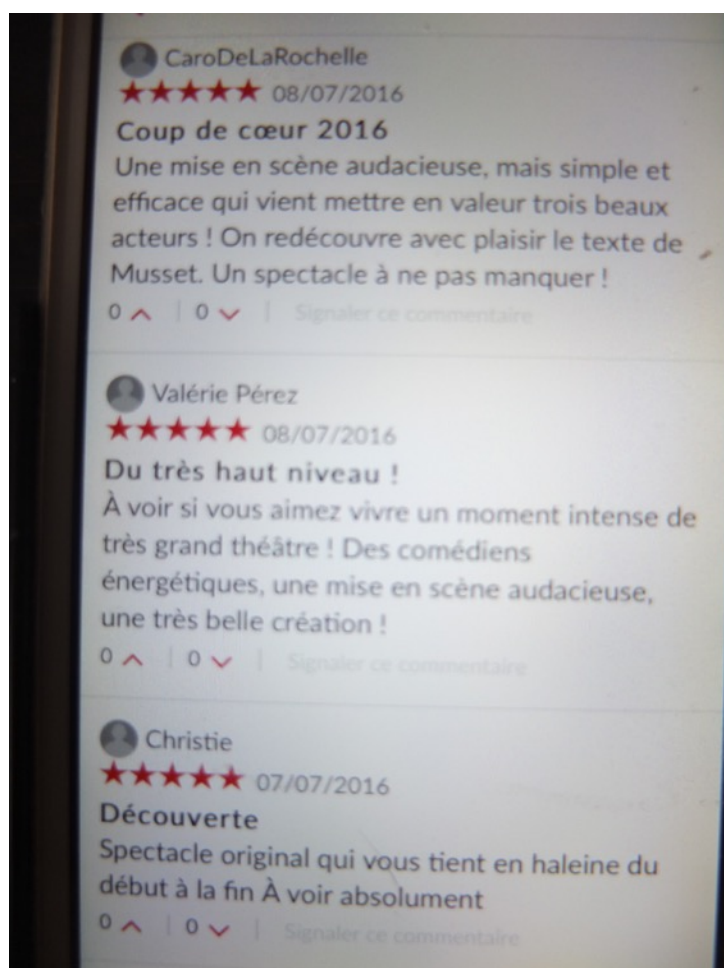 CaroDeLaRochelle
★★★★★ 08/07/2016
Coup de cœur 2016
Une mise en scène audacieuse, mais simple et
efficace qui vient mettre en valeur trois beaux
acteurs ! On redécouvre avec plaisir le texte de
Musset. Un spectacle à ne pas manquer !
0 | 0 | Signaler ce commentaire
Valérie Pérez
★★★★★ 08/07/2016
Du très haut niveau !
À voir si vous aimez vivre un moment intense de
très grand théâtre ! Des comédiens
énergétiques, une mise en scène audacieuse,
une très belle création !
0 | 0 | Signaler ce commentaire
Christie
★★★★★ 07/07/2016
Découverte
Spectacle original qui vous tient en haleine du
début à la fin À voir absolument
0 | 0 | Signaler ce commentaire